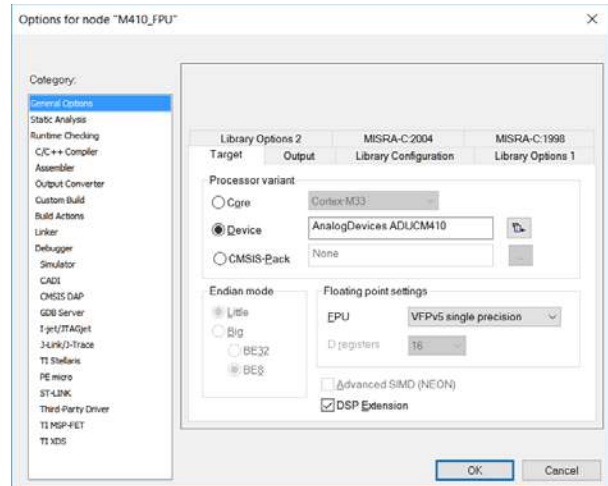 Options for node "M410_FPU"
Category:
General Options
Static Analysis
Runtime Checking
C/C++ Compiler
Assembler
Output Converter
Custom Build
Build Actions
Linker
Debugger
Simulator
CADI
CMSIS DAP
GDB Server
I-jet/JTAGjet
J-Link/J-Trace
TI Stellaris
PE micro
ST-LINK
Third-Party Driver
TI MSP-FET
TI XDS
Library Options 2 MISRA-C:2004 MISRA-C:1998
Target Output Library Configuration Library Options 1
Processor variant
Core Cortex-M33
Device AnalogDevices ADUCM410
CMSIS-Pack None
...
Endian mode
Little
Big
BE32
BE8
Floating point settings
FPU VFPv5 single precision
D registers 16
Advanced SIMD (NEON)
DSP Extension
OK Cancel